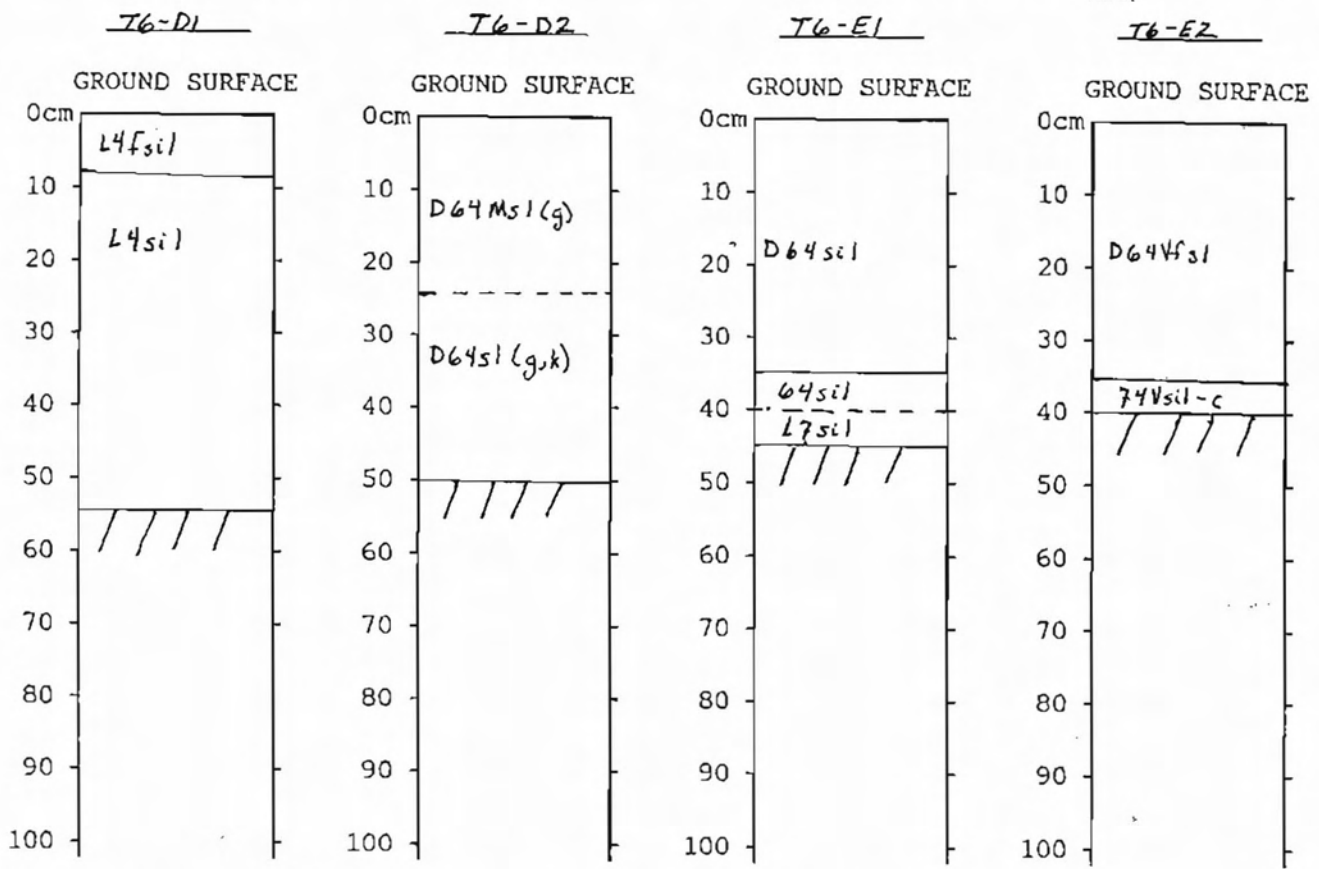 T6-D1
GROUND SURFACE
0cm
L4fsil
10
L4sil
20
30
40
50
60
70
80
90
100
T6-D2
GROUND SURFACE
0cm
10
D64Msl(g)
20
30
D64sl(g,k)
40
50
60
70
80
90
100
T6-E1
GROUND SURFACE
0cm
10
D64sil
20
30
64sil
40
L7sil
50
60
70
80
90
100
T6-E2
GROUND SURFACE
0cm
10
D64Vfsl
20
30
74Vsil-c
40
50
60
70
80
90
100